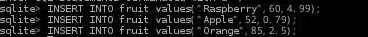 sqlite> INSERT INTO fruit values("Raspberry", 60, 4.99);
sqlite> INSERT INTO fruit values("Apple", 52, 0.79);
sqlite> INSERT INTO fruit values("Orange", 85, 2.5);